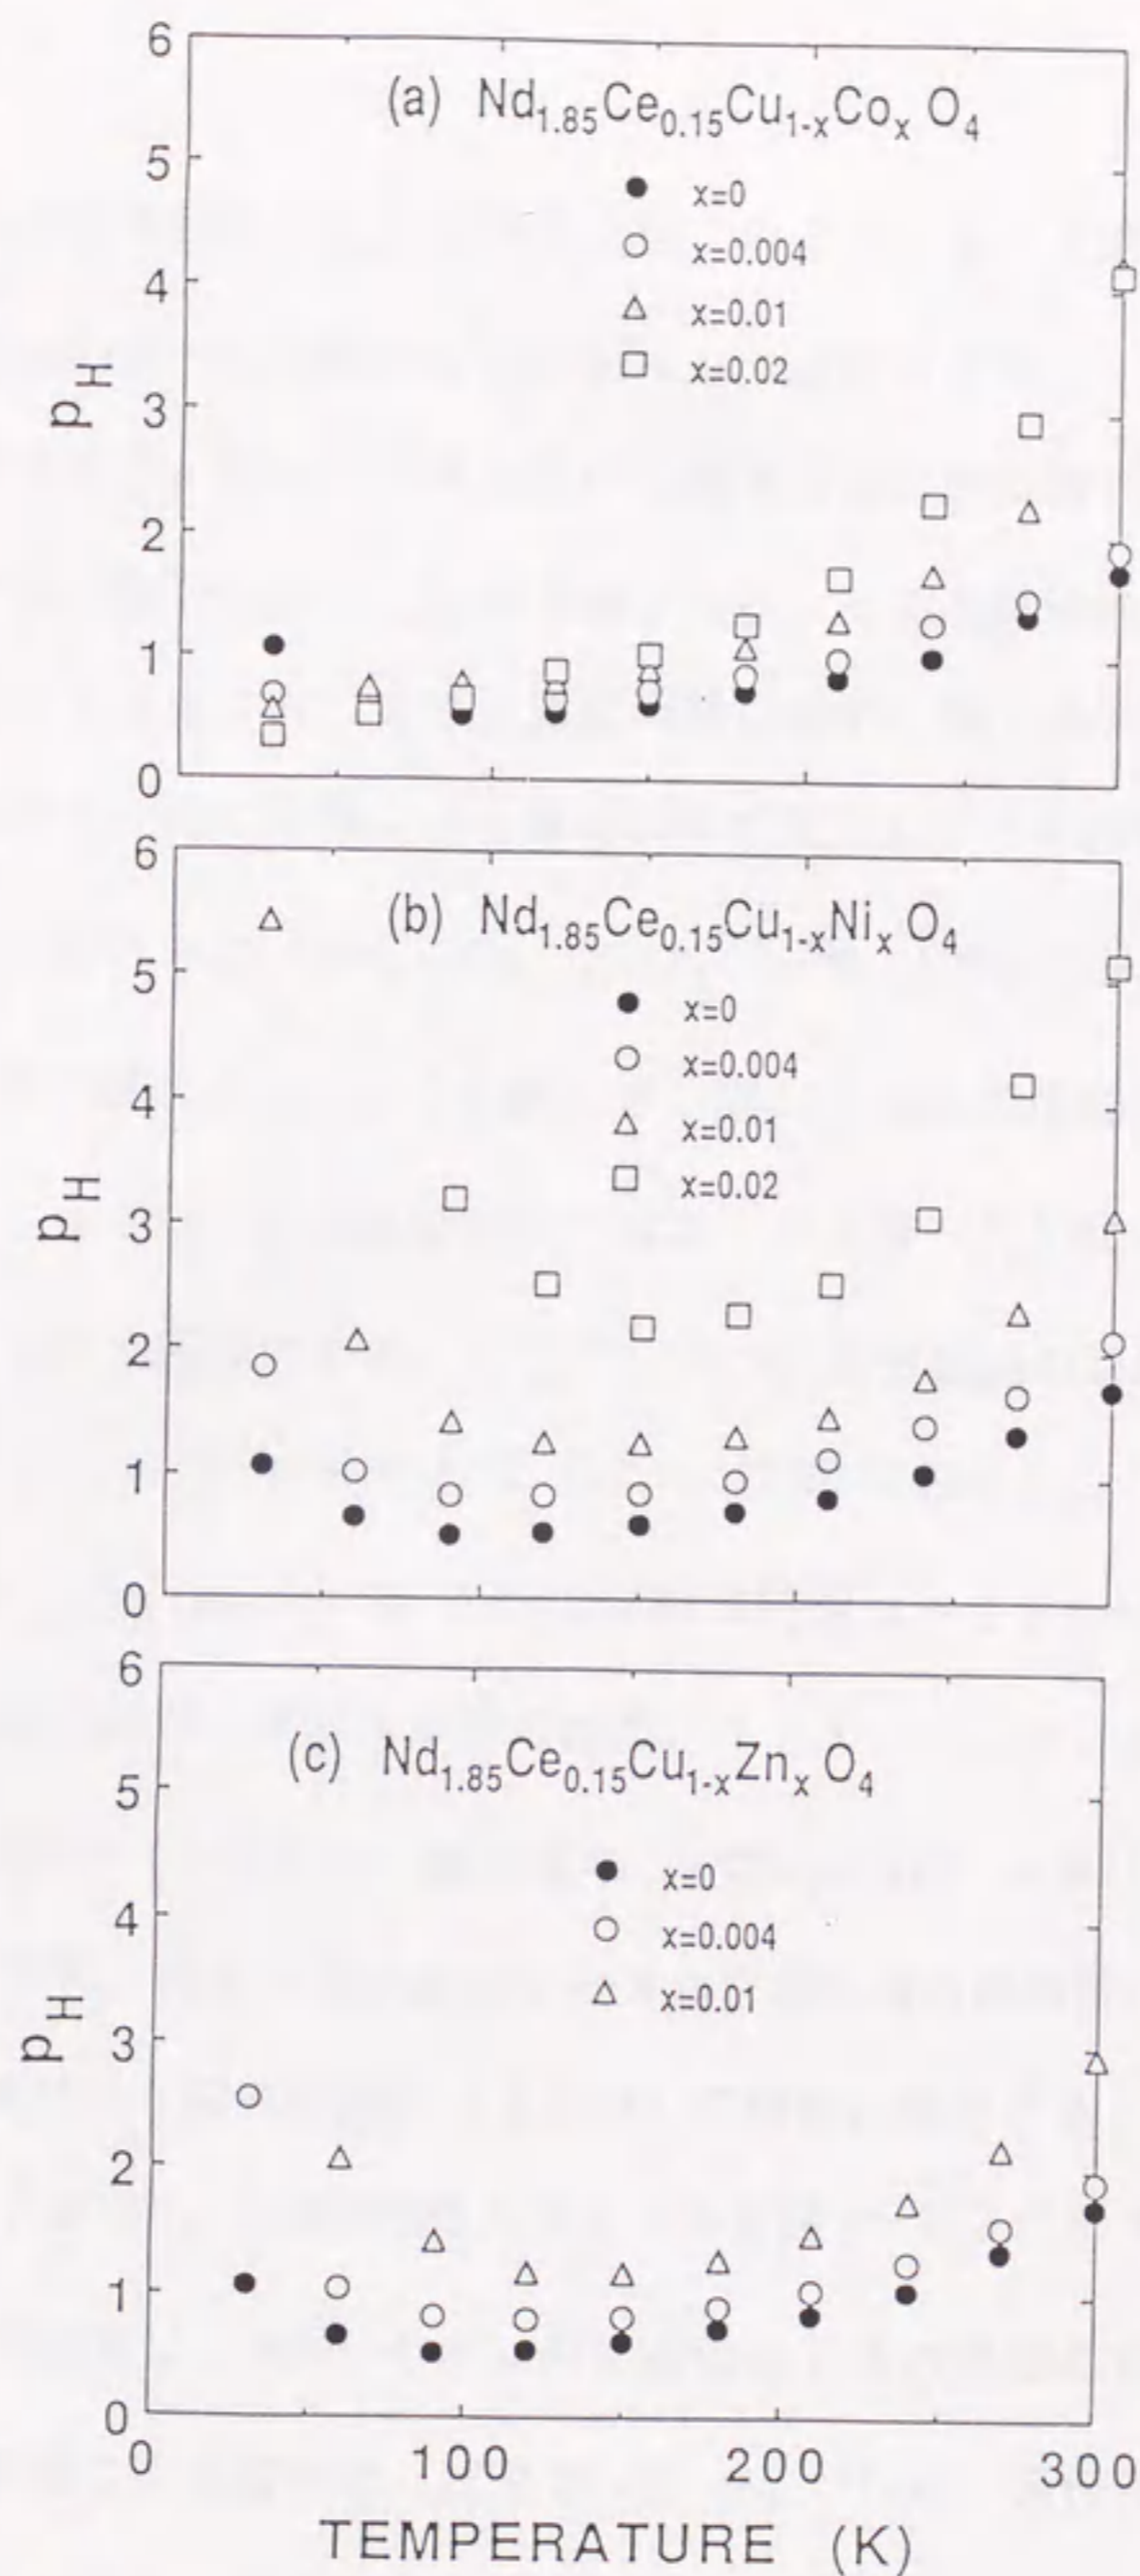 6
(a) Nd1.85Ce0.15Cu1-xCoxO4
5
x=0
x=0.004
4
x=0.01
x=0.02
pH
3
2
1
0
6
(b) Nd1.85Ce0.15Cu1-xNixO4
5
x=0
x=0.004
4
x=0.01
x=0.02
pH
3
2
1
0
6
(c) Nd1.85Ce0.15Cu1-xZnxO4
5
x=0
4
x=0.004
x=0.01
pH
3
2
1
0
0 100 200 300
TEMPERATURE (K)